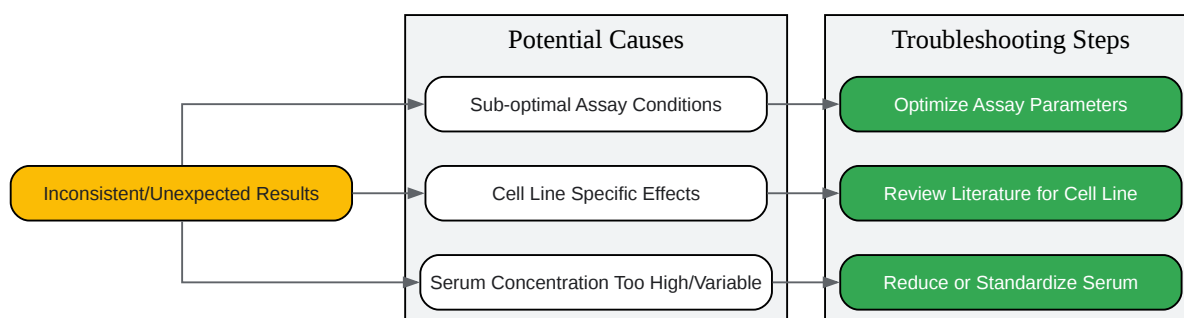 Potential Causes
Troubleshooting Steps
Sub-optimal Assay Conditions
Optimize Assay Parameters
Inconsistent/Unexpected Results
Cell Line Specific Effects
Review Literature for Cell Line
Serum Concentration Too High/Variable
Reduce or Standardize Serum